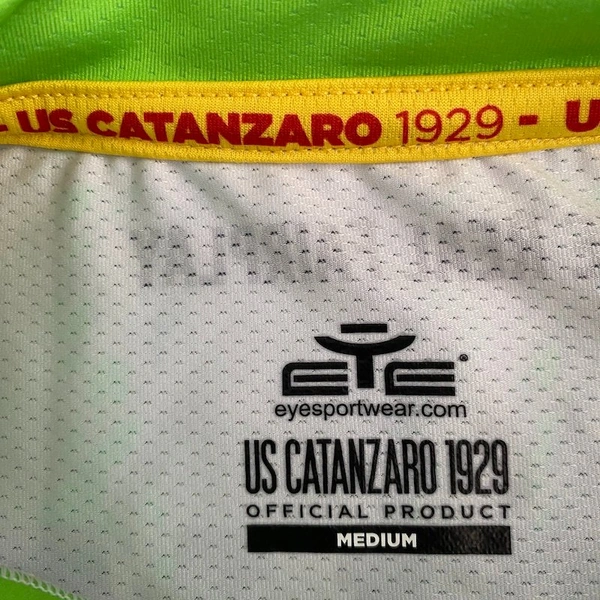 - US CATANZARO 1929 - U
EYE®
eyesportwear.com
US CATANZARO 1929
OFFICIAL PRODUCT
MEDIUM